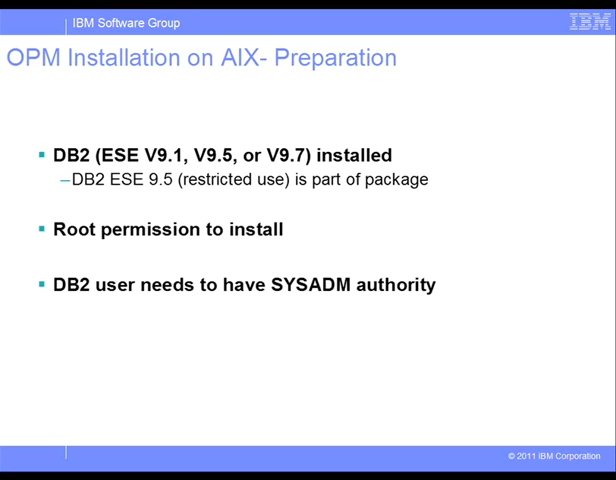 IBM Software Group
IBM
OPM Installation on AIX- Preparation
DB2 (ESE V9.1, V9.5, or V9.7) installed
–DB2 ESE 9.5 (restricted use) is part of package
Root permission to install
DB2 user needs to have SYSADM authority
© 2011 IBM Corporation